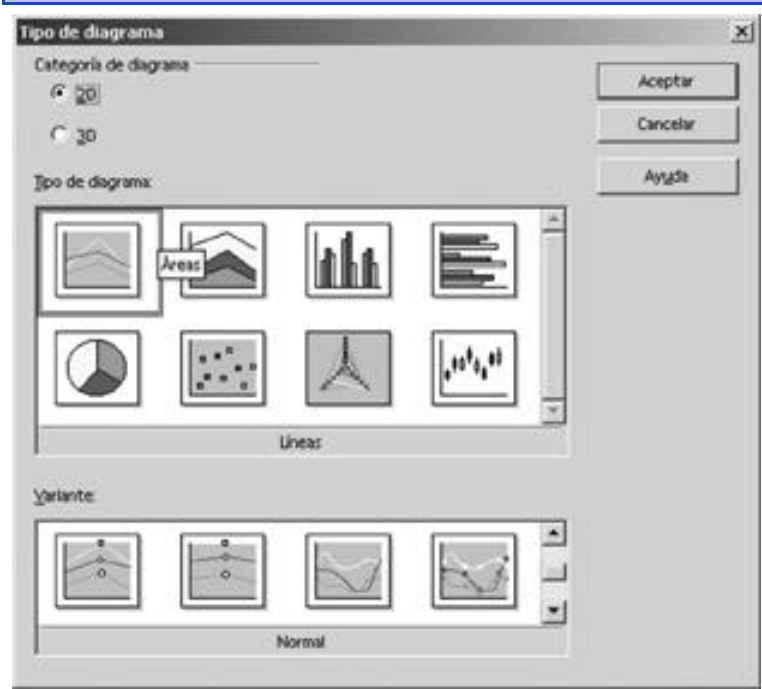 Tipo de diagrama
Categoría de diagrama
2D
3D
Aceptar
Cancelar
Ayuda
Tipo de diagrama:
Áreas
Líneas
Variante
Normal